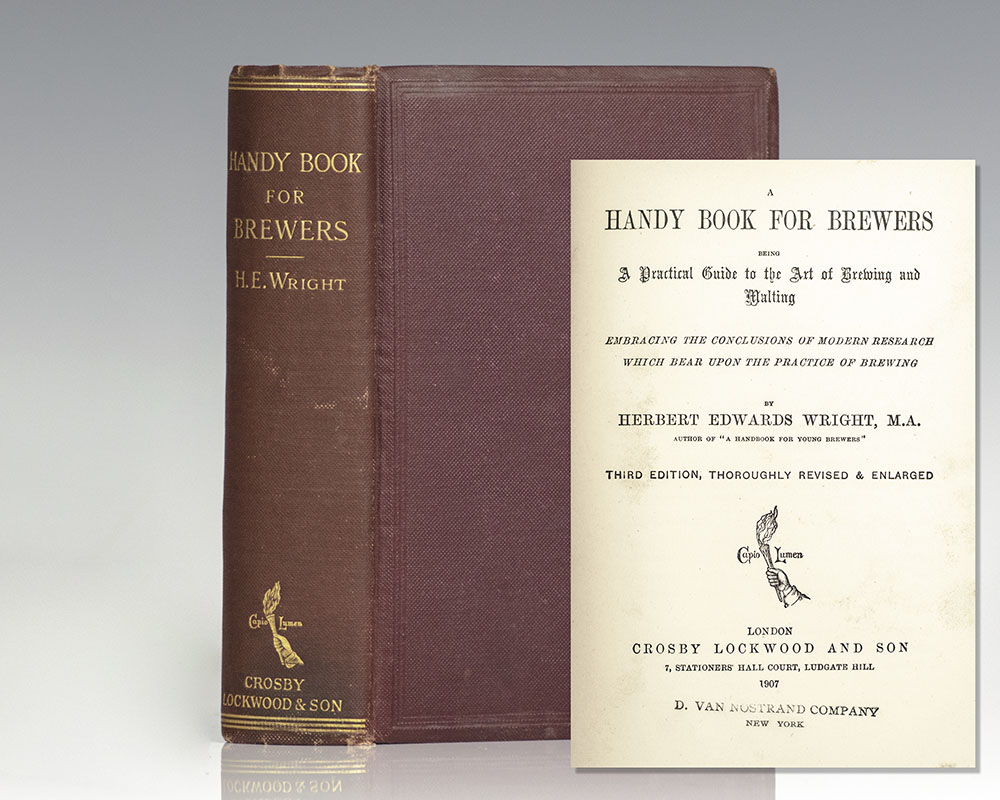 HANDY BOOK
FOR
BREWERS
H.E.WRIGHT
Capio Lumen
CROSBY
LOCKWOOD & SON
A
HANDY BOOK FOR BREWERS
BEING
A Practical Guide to the Art of Brewing and
Malting
EMBRACING THE CONCLUSIONS OF MODERN RESEARCH
WHICH BEAR UPON THE PRACTICE OF BREWING
BY
HERBERT EDWARDS WRIGHT, M.A.
AUTHOR OF "A HANDBOOK FOR YOUNG BREWERS"
THIRD EDITION, THOROUGHLY REVISED & ENLARGED
Capio Lumen
LONDON
CROSBY LOCKWOOD AND SON
7, STATIONERS' HALL COURT, LUDGATE HILL
1907
D. VAN NOSTRAND COMPANY
NEW YORK